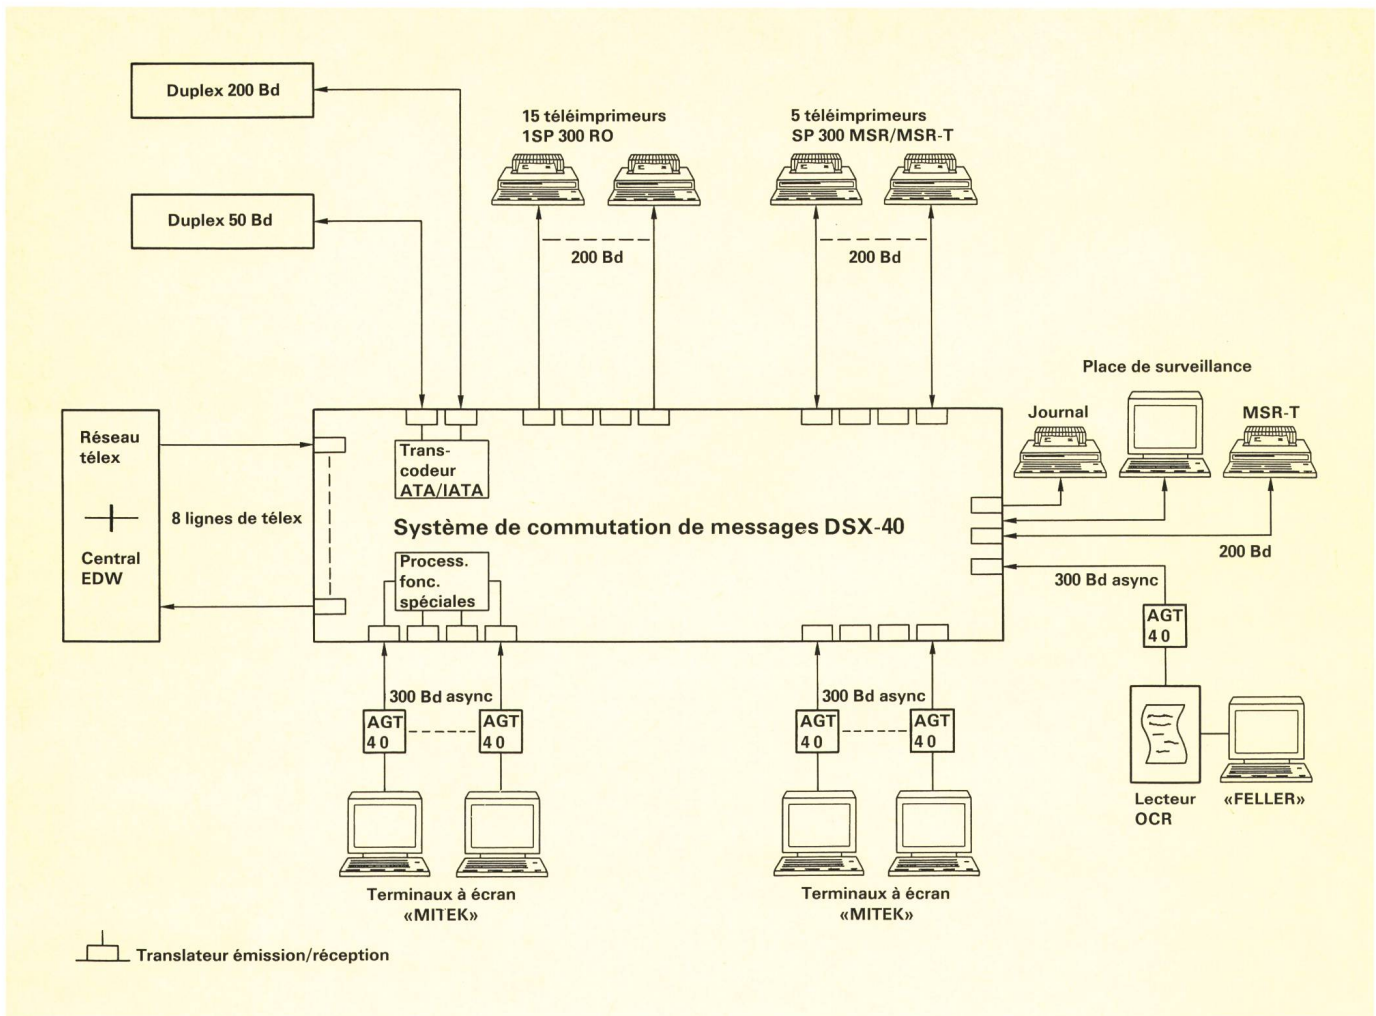 Duplex 200 Bd
Duplex 50 Bd
15 téléimprimeurs
1SP 300 RO
200 Bd
5 téléimprimeurs
SP 300 MSR/MSR-T
200 Bd
Place de surveillance
Journal
MSR-T
200 Bd
Réseau
télex
Central
EDW
8 lignes de télex
Trans-
codeur
ATA/IATA
Système de commutation de messages DSX-40
Process.
fonc.
spéciales
300 Bd async
AGT
40
Lecteur
OCR
«FELLER»
300 Bd async
AGT
40
AGT
40
Terminaux à écran
«MITEK»
300 Bd async
AGT
40
AGT
40
Terminaux à écran
«MITEK»
Translateur émission/réception